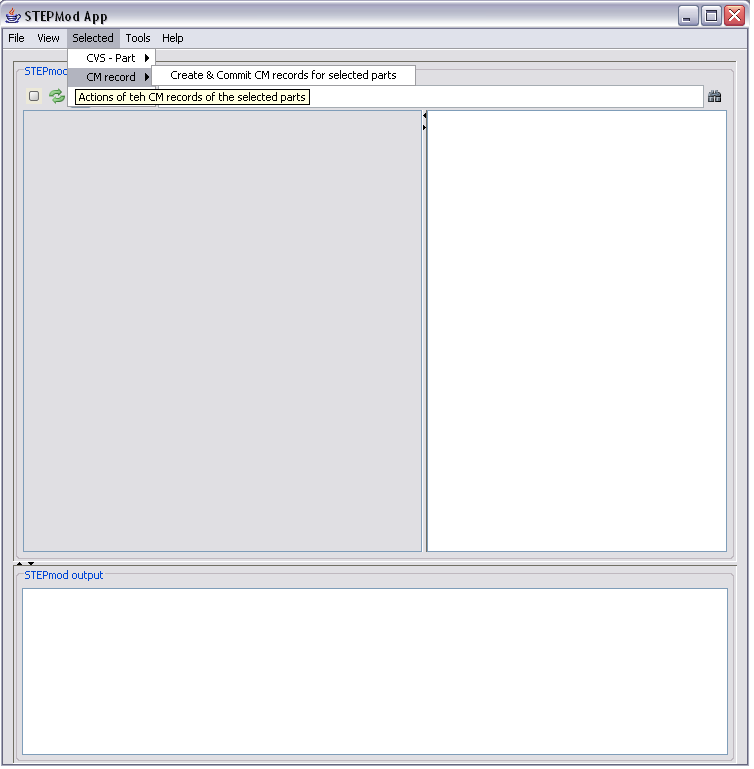 STEPMod App
File View Selected Tools Help
CVS - Part
STEPmod
CM record
Create & Commit CM records for selected parts
Actions of teh CM records of the selected parts
STEPmod output